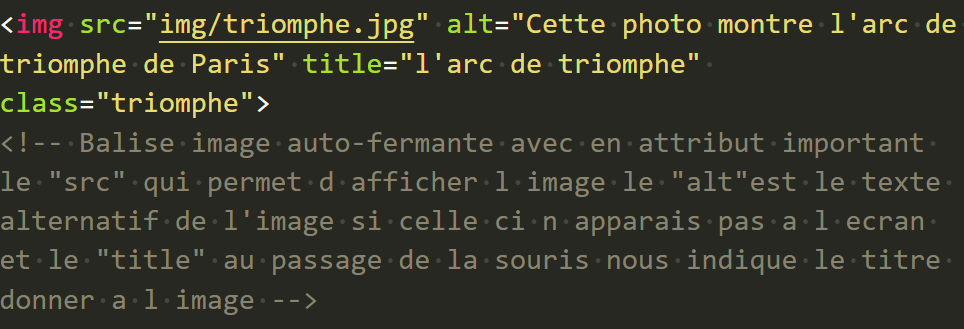 <img src="img/triomphe.jpg" alt="Cette photo montre l'arc de
triomphe de Paris" title="l'arc de triomphe"
class="triomphe">
<!-- Balise image auto-fermante avec en attribut important
le "src" qui permet d afficher l image le "alt"est le texte
alternatif de l'image si celle ci n apparais pas a l ecran
et le "title" au passage de la souris nous indique le titre
donner a l image -->